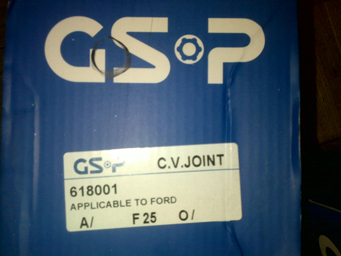 GSP
GSP C.V.JOINT
618001
APPLICABLE TO FORD
A/ F 25 O/